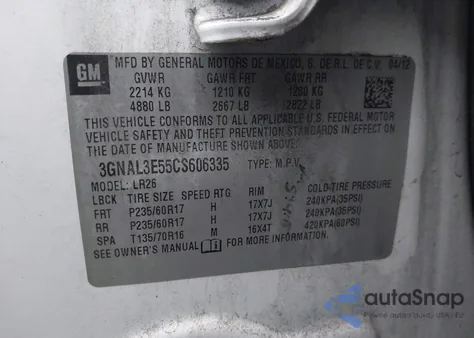 GM
MFD BY GENERAL MOTORS DE MEXICO, S. DE R.L. DE C.V. 04/12
GVWR GAWR FRT GAWR RR
2214 KG 1210 KG 1280 KG
4880 LB 2667 LB 2822 LB
THIS VEHICLE CONFORMS TO ALL APPLICABLE U.S. FEDERAL MOTOR
VEHICLE SAFETY AND THEFT PREVENTION STANDARDS IN EFFECT ON
THE DATE OF MANUFACTURE SHOWN ABOVE.
3GNAL3E55CS606335 TYPE: M.P.V.
MODEL: LR26
LOCK TIRE SIZE SPEED RTG RIM COLD TIRE PRESSURE
FRT P235/60R17 H 17X7J 240KPA(35PSI)
RR P235/60R17 H 17X7J 240KPA(35PSI)
SPA T135/70R16 M 16X4T 420KPA(60PSI)
SEE OWNER'S MANUAL FOR MORE INFORMATION.
autoSnap